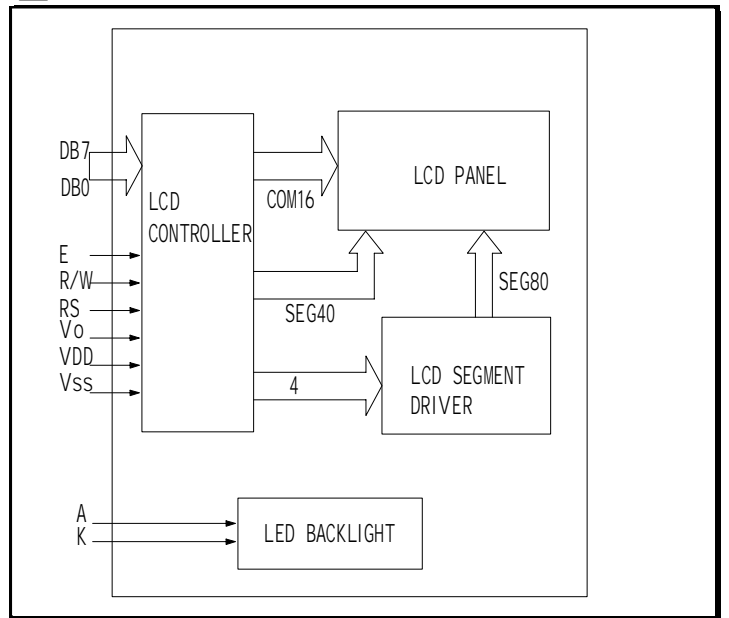 DB7
DB0
E
R/W
RS
Vo
VDD
Vss
LCD
CONTROLLER
COM16
LCD PANEL
SEG40
SEG80
4
LCD SEGMENT
DRIVER
A
K
LED BACKLIGHT